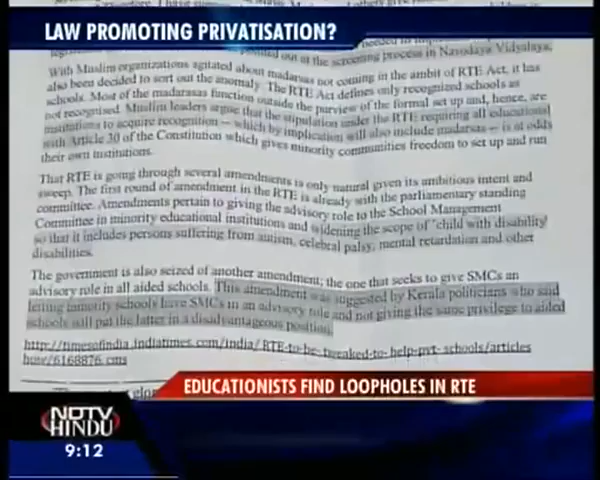 LAW PROMOTING PRIVATISATION?
pointed out at the screening process in Navodaya Vidyalaya,
With Muslim organizations agitated about madarsas not coming in the ambit of RTE Act, it has
also been decided to sort out the anomaly. The RTE Act defines only recognized schools as
schools. Most of the madarasas function outside the purview of the formal set up and, hence, are
not recognised. Muslim leaders argue that the stipulation under the RTE requiring all educational
institutions to acquire recognition – which by implication will also include madarsas – is at odds
with Article 30 of the Constitution which gives minority communities freedom to set up and run
their own institutions.
That RTE is going through several amendments is only natural given its ambitious intent and
sweep. The first round of amendment in the RTE is already with the parliamentary standing
committee. Amendments pertain to giving the advisory role to the School Management
Committee in minority educational institutions and widening the scope of "child with disability'
so that it includes persons suffering from autism, celebral palsy, mental retardation and other
disabilities.
The government is also seized of another amendment; the one that seeks to give SMCs an
advisory role in all aided schools. This amendment was suggested by Kerala politicians who said
letting minority schools have SMCs in an advisory role and not giving the same privilege to aided
schools will put the latter in a disadvantageous position.
http://timesofindia.indiatimes.com/india/ RTE-to-be- tweaked-to- help-pvt- schools/articles
how/6168876.cms
EDUCATIONISTS FIND LOOPHOLES IN RTE
NDTV
HINDU
9:12